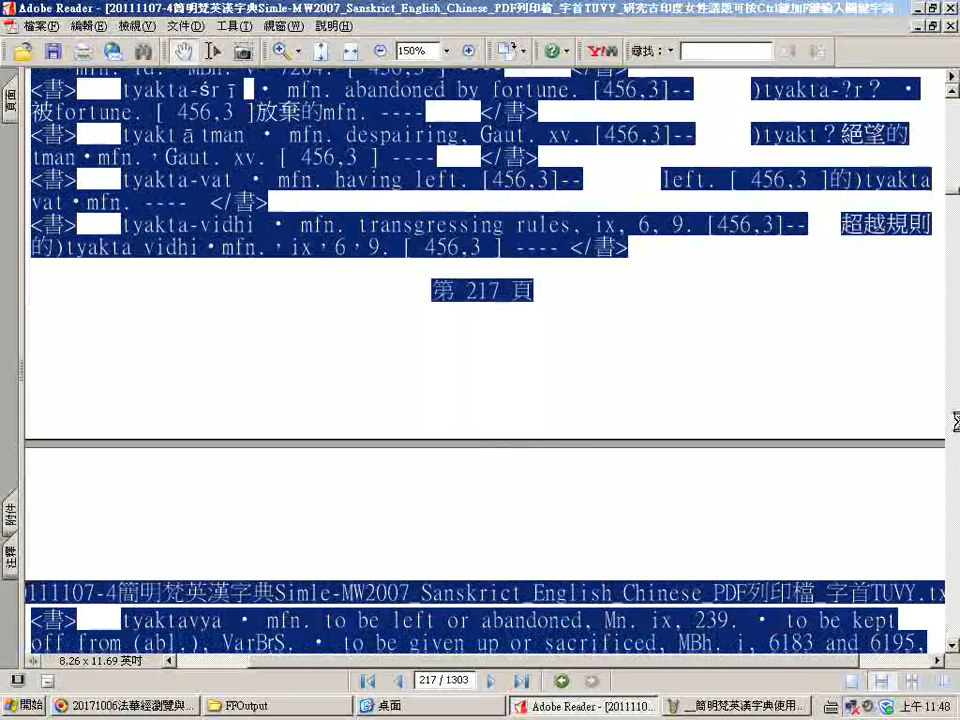 Adobe Reader - [20111107-4簡明梵英漢字典Simle-MW2007_Sanskrict_English_Chinese_PDF列印檔_字首TUVY_研究古印度女性議題可按Ctrl鍵加F鍵輸入關鍵字詞
檔案(F) 編輯(E) 檢視(V) 文件(D) 工具(T) 視窗(W) 說明(H)
150% Y! 尋找:
頁面
mfn. id., MBh. v, 7204. [ 456,3] ---- </書>
<書> tyakta-śrī • mfn. abandoned by fortune. [456,3]-- )tyakta-?r? •
被fortune. [ 456,3 ]放棄的mfn. ---- </書>
<書> tyaktātman • mfn. despairing, Gaut. xv. [456,3]-- )tyakt?絕望的
tman•mfn.,Gaut. xv. [ 456,3 ] ---- </書>
<書> tyakta-vat • mfn. having left. [456,3]-- left. [ 456,3 ]的)tyakta
vat•mfn. ---- </書>
<書> tyakta-vidhi • mfn. transgressing rules, ix, 6, 9. [456,3]-- 超越規則
的)tyakta vidhi•mfn. ,ix,6,9. [ 456,3 ] ---- </書>
第 217 頁
附件
注釋
)111107-4簡明梵英漢字典Simle-MW2007_Sanskrict_English_Chinese_PDF列印檔_字首TUVY.tx
<書> tyaktavya • mfn. to be left or abandoned, Mn. ix, 239. • to be kept
off from (abl.), VarBrS. • to be given up or sacrificed, MBh. i, 6183 and 6195,
8.26 x 11.69 英吋
217 / 1303
開始 20171006法華經瀏覽與... FFOutput 桌面 Adobe Reader - [2011110... __簡明梵英漢字典使用... 上午 11:48